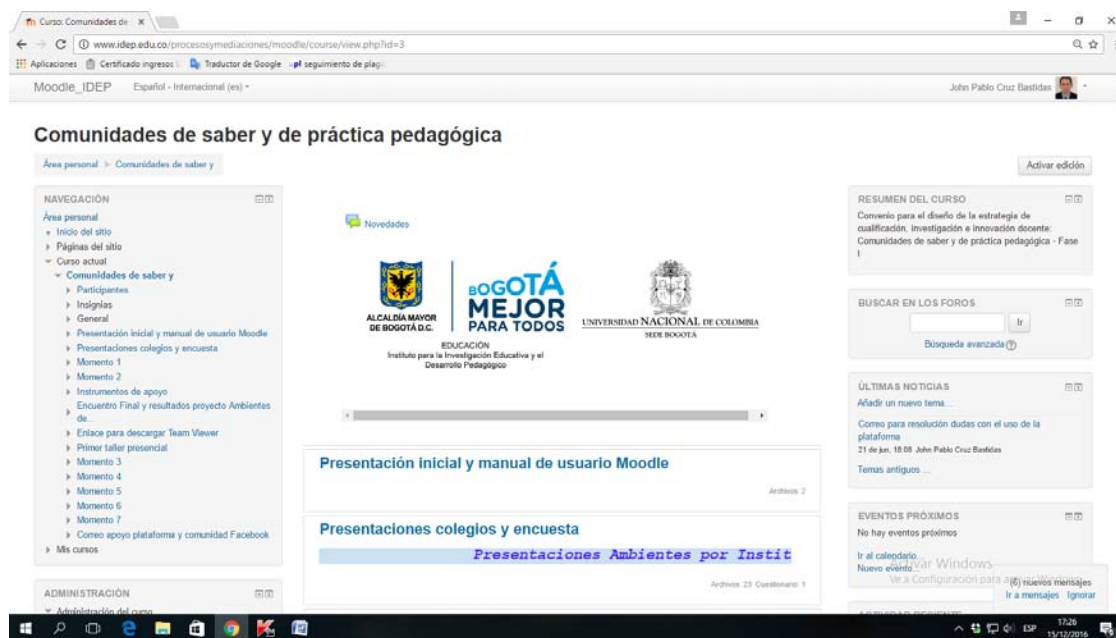 Curso: Comunidades de
www.idep.edu.co/procesosymediaciones/moodle/course/view.php?id=3
Aplicaciones Certificado ingresos Traductor de Google seguimiento de plag
Moodle_IDEP Español - Internacional (es)
John Pablo Cruz Bastidas
Comunidades de saber y de práctica pedagógica
Área personal Comunidades de saber y
Activar edición
NAVEGACIÓN
Área personal
Inicio del sitio
Páginas del sitio
Curso actual
Comunidades de saber y
Participantes
Insignias
General
Presentación inicial y manual de usuario Moodle
Presentaciones colegios y encuesta
Momento 1
Momento 2
Instrumentos de apoyo
Encuentro Final y resultados proyecto Ambientes
de...
Enlace para descargar Team Viewer
Primer taller presencial
Momento 3
Momento 4
Momento 5
Momento 6
Momento 7
Correo apoyo plataforma y comunidad Facebook
Mis cursos
ADMINISTRACIÓN
Administración del curso
Novedades
ALCALDÍA MAYOR
DE BOGOTÁ D.C.
BOGOTÁ
MEJOR
PARA TODOS
UNIVERSIDAD NACIONAL DE COLOMBIA
SEDE BOGOTÁ
EDUCACIÓN
Instituto para la Investigación Educativa y el
Desarrollo Pedagógico
Presentación inicial y manual de usuario Moodle
Archivos: 2
Presentaciones colegios y encuesta
Presentaciones Ambientes por Instit
Archivos: 23 Cuestionario: 1
RESUMEN DEL CURSO
Convenio para el diseño de la estrategia de
cualificación, investigación e innovación docente:
Comunidades de saber y de práctica pedagógica - Fase
I
BUSCAR EN LOS FOROS
Ir
Búsqueda avanzada
ÚLTIMAS NOTICIAS
Añadir un nuevo tema...
Correo para resolución dudas con el uso de la
plataforma
21 de jun, 18:08 John Pablo Cruz Bastidas
Temas antiguos ...
EVENTOS PRÓXIMOS
No hay eventos próximos
Ir al calendario...
Nuevo evento...
Activar Windows
Ve a Configuración para
(6) nuevos mensajes
Ir a mensajes Ignorar
ACTIVIDAD RECIENTE
ESP
17:26
15/12/2016